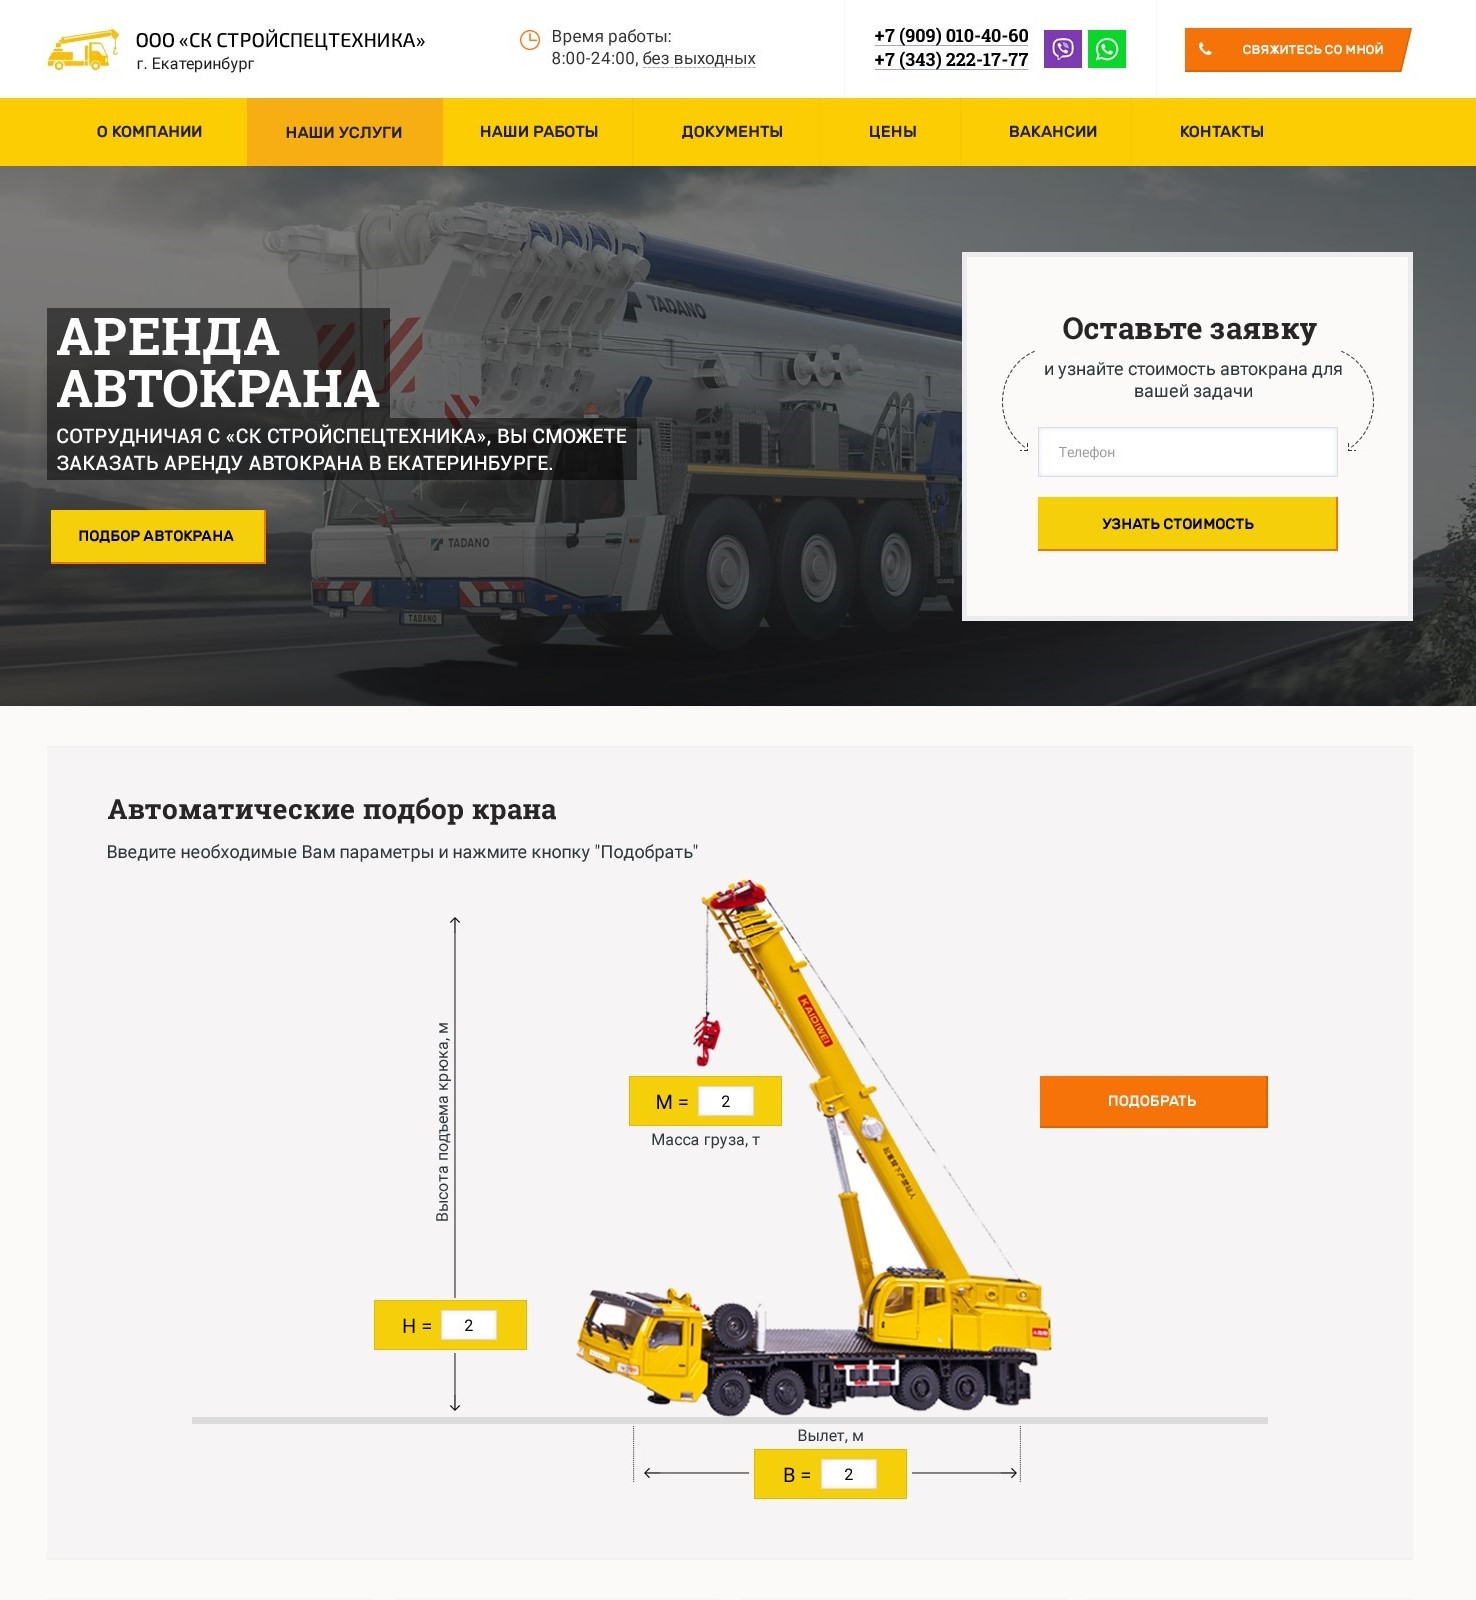 ООО «СК СТРОЙСПЕЦТЕХНИКА»
г. Екатеринбург
Время работы:
8:00-24:00, без выходных
+7 (909) 010-40-60
+7 (343) 222-17-77
СВЯЖИТЕСЬ СО МНОЙ
О КОМПАНИИ
НАШИ УСЛУГИ
НАШИ РАБОТЫ
ДОКУМЕНТЫ
ЦЕНЫ
ВАКАНСИИ
КОНТАКТЫ
АРЕНДА
АВТОКРАНА
СОТРУДНИЧАЯ С «СК СТРОЙСПЕЦТЕХНИКА», ВЫ СМОЖЕТЕ
ЗАКАЗАТЬ АРЕНДУ АВТОКРАНА В ЕКАТЕРИНБУРГЕ.
ПОДБОР АВТОКРАНА
TADANO
TADANO
TADANO
Оставьте заявку
и узнайте стоимость автокрана для
вашей задачи
Телефон
УЗНАТЬ СТОИМОСТЬ
Автоматические подбор крана
Введите необходимые Вам параметры и нажмите кнопку "Подобрать"
KAIDIWEI
Высота подъема крюка, м
М = 2
Масса груза, т
ПОДОБРАТЬ
Н = 2
Вылет, м
В = 2